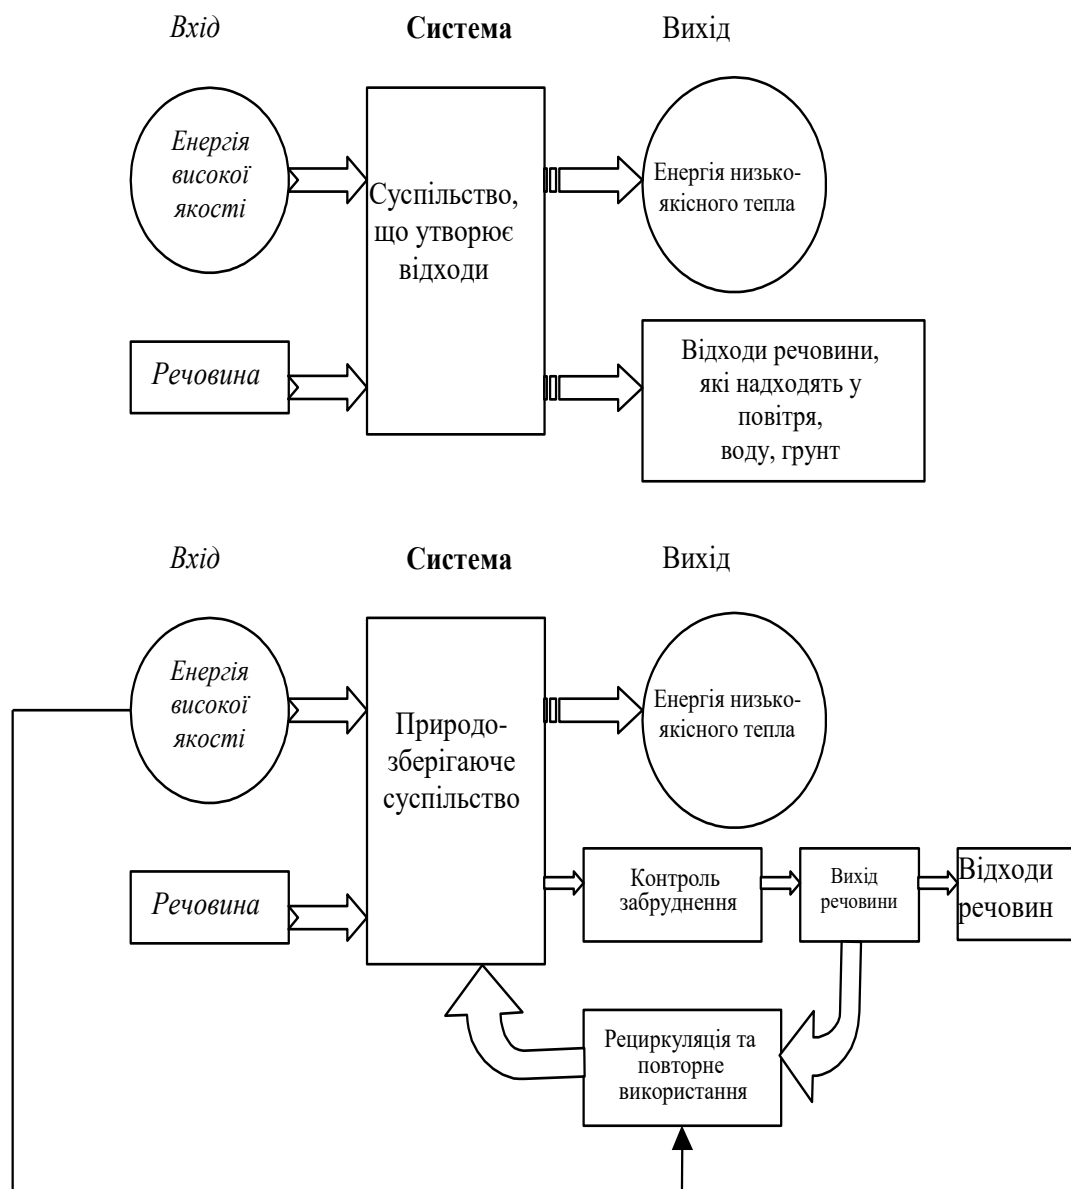 Вхід
Система
Вихід
Енергія
високої
якості
Суспільство,
що утворює
відходи
Енергія низько-
якісного тепла
Речовина
Відходи речовини,
які надходять у
повітря,
воду, грунт
Вхід
Система
Вихід
Енергія
високої
якості
Природо-
зберігаюче
суспільство
Енергія низько-
якісного тепла
Речовина
Контроль
забруднення
Вихід
речовини
Відходи
речовин
Рециркуляція та
повторне
використання